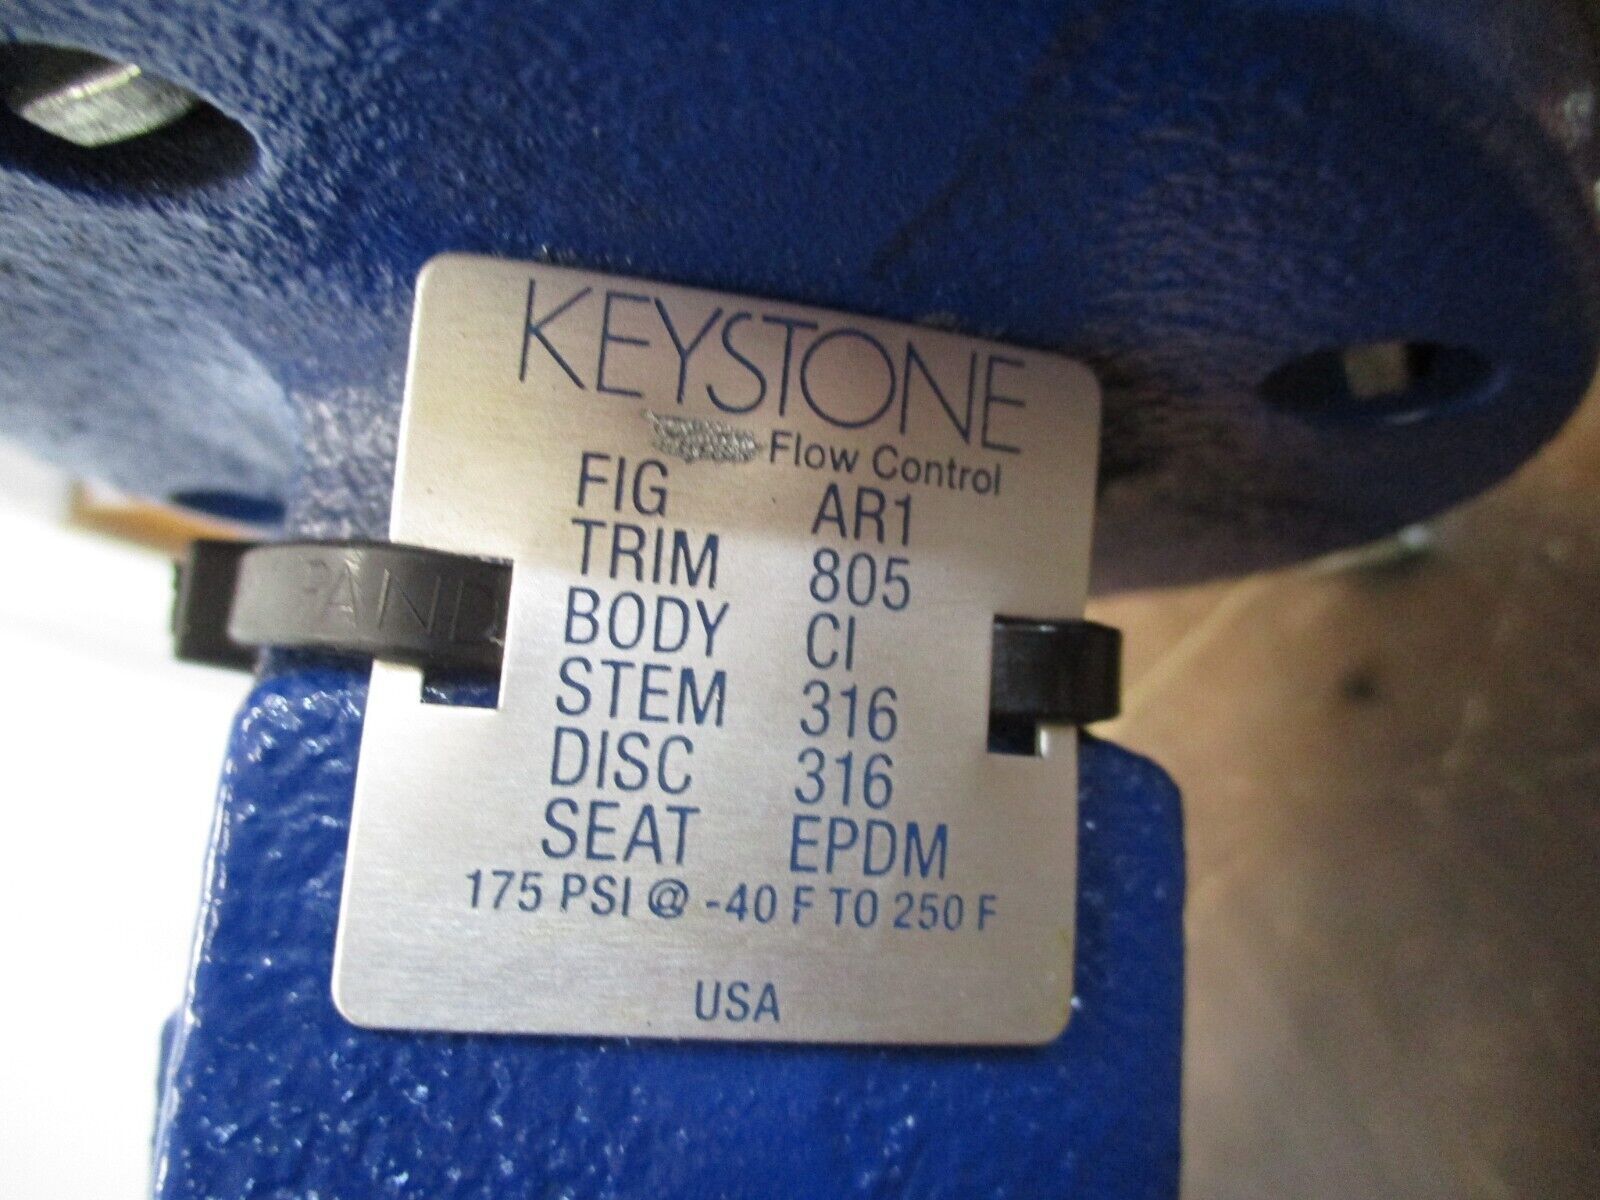 KEYSTONE
Flow Control
FIG AR1
TRIM 805
BODY CI
STEM 316
DISC 316
SEAT EPDM
175 PSI @ -40 F TO 250 F
USA
PAND